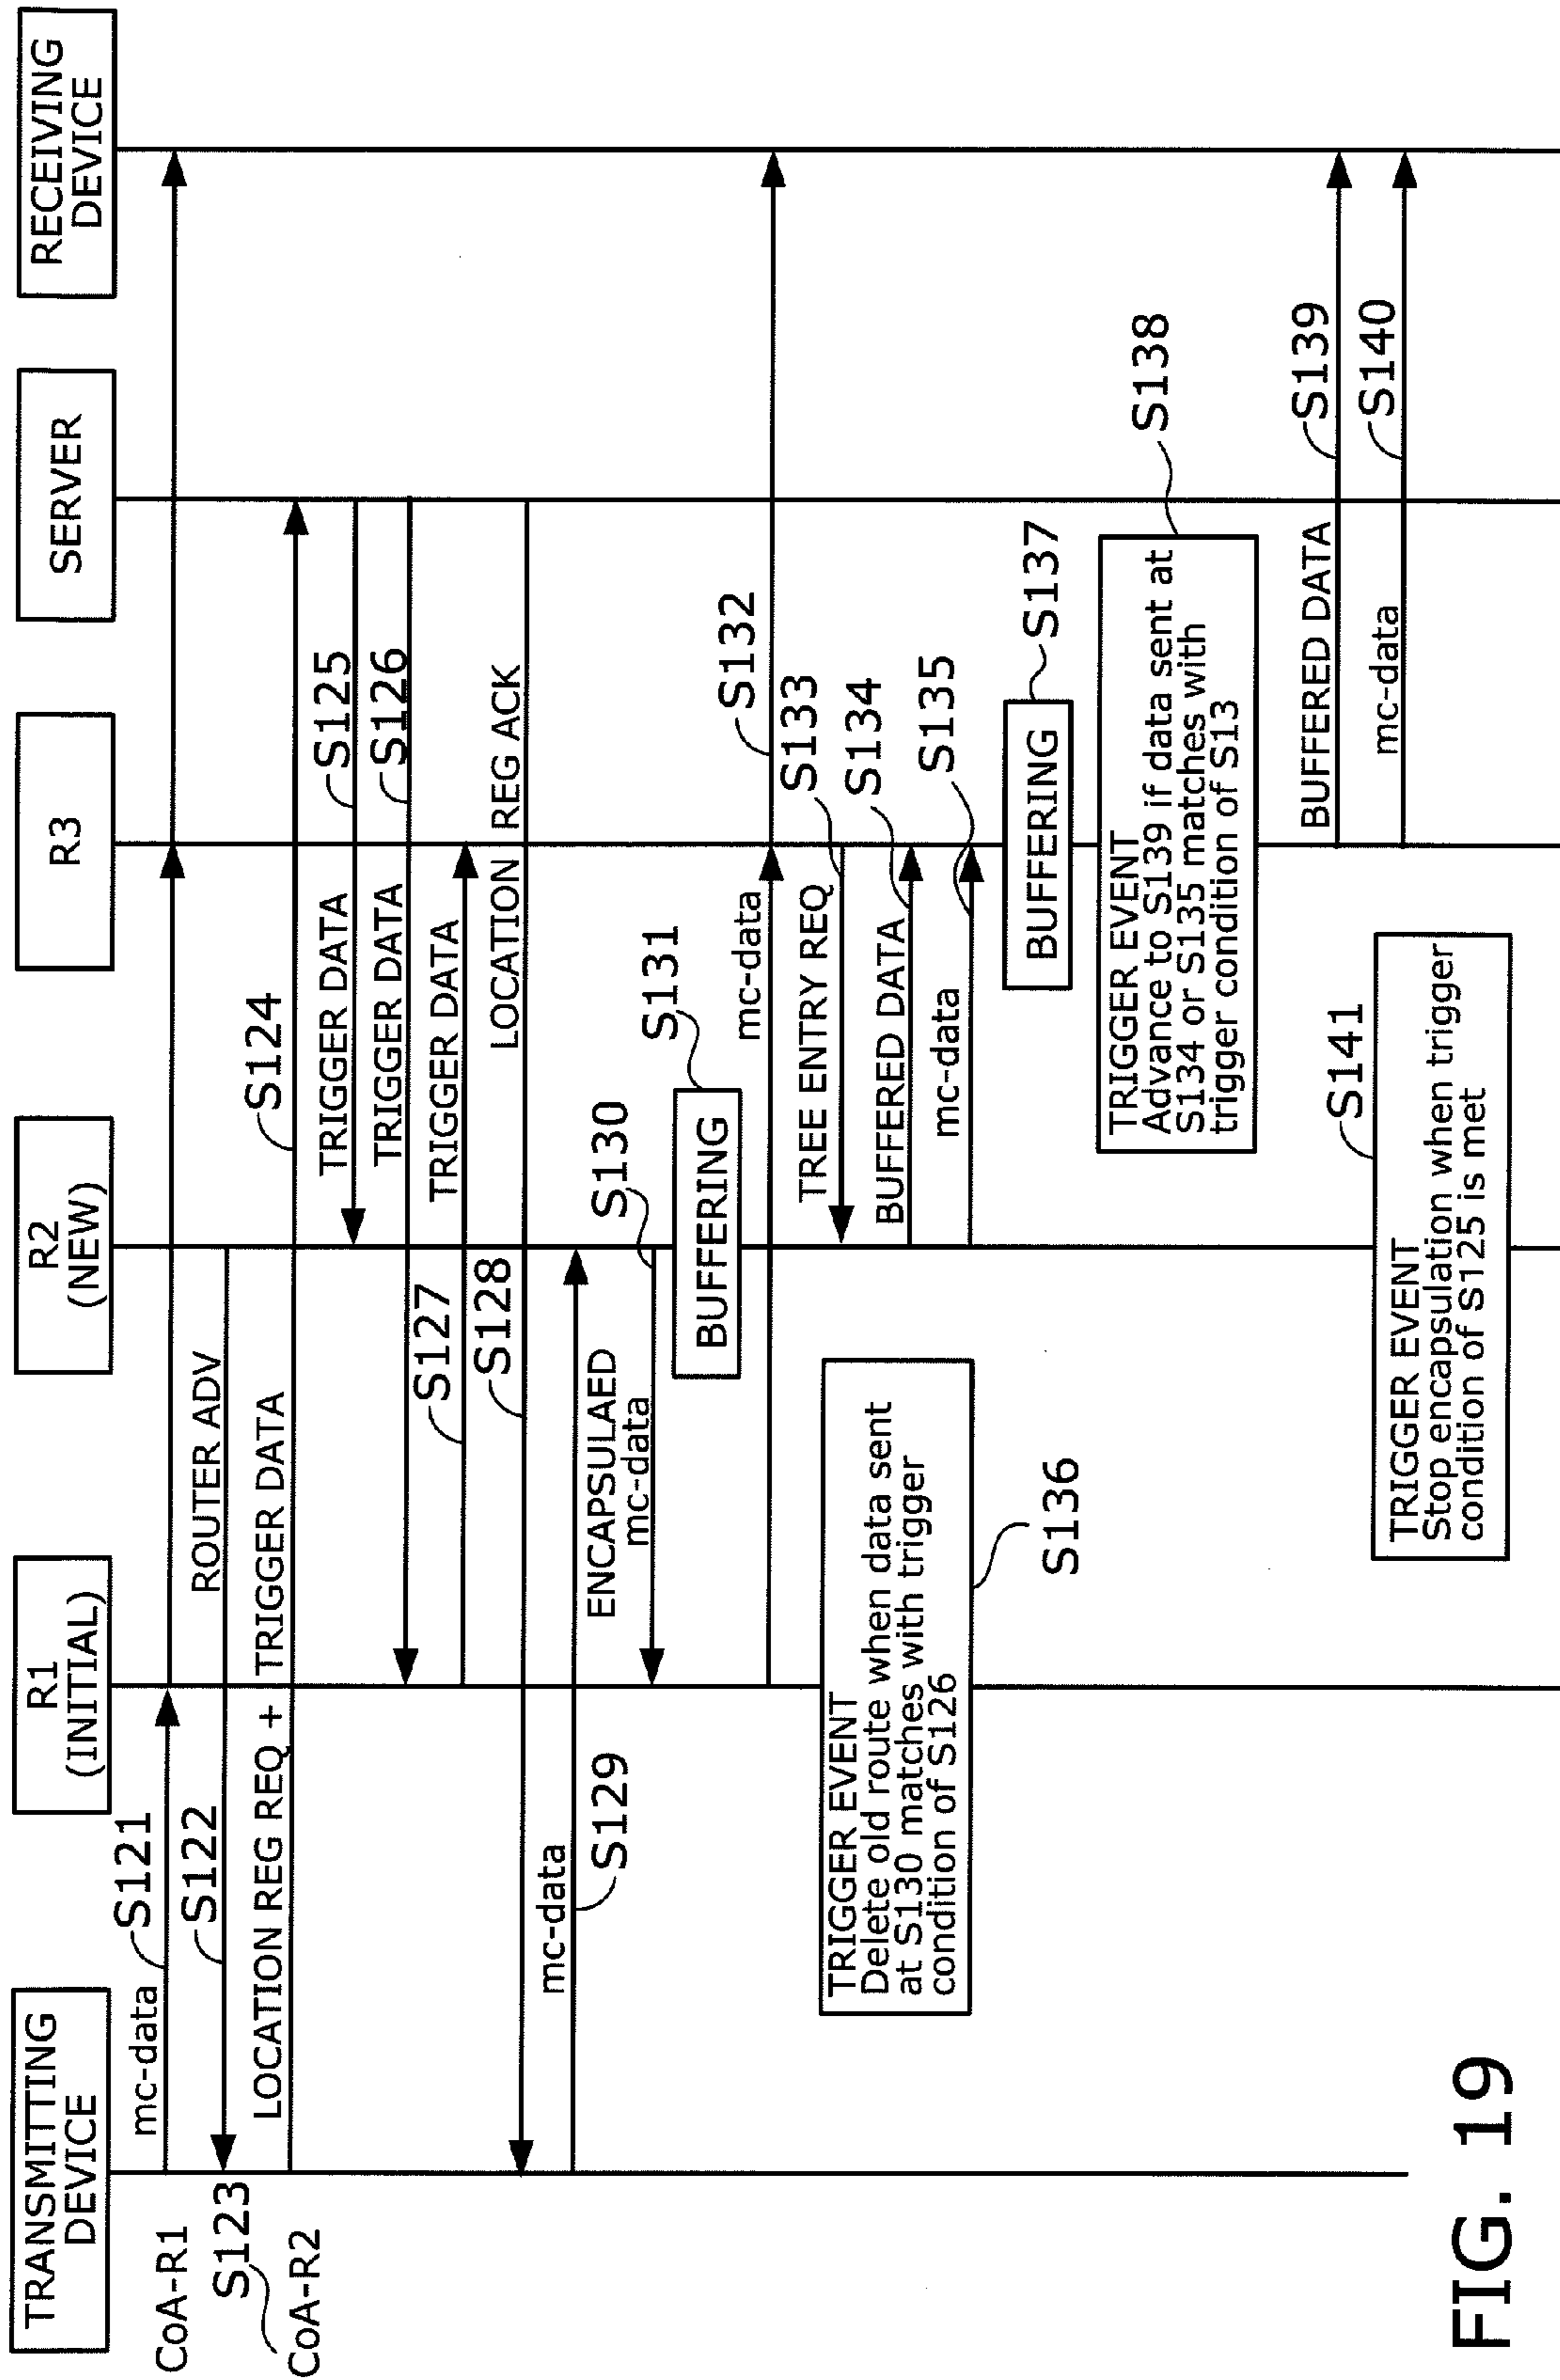 TRANSMITTING
DEVICE
R1
(INITIAL)
R2
(NEW)
R3
SERVER
RECEIVING
DEVICE
CoA-R1
mc-data
S121
S122
ROUTER ADV
S123
CoA-R2
LOCATION REG REQ + TRIGGER DATA
S124
TRIGGER DATA
S125
TRIGGER DATA
S126
S127
TRIGGER DATA
S128
LOCATION REG ACK
mc-data
S129
ENCAPSULAED
mc-data
S130
BUFFERING
S131
mc-data
S132
TREE ENTRY REQ
S133
BUFFERED DATA
S134
mc-data
S135
TRIGGER EVENT
Delete old route when data sent
at S130 matches with trigger
condition of S126
S136
BUFFERING
S137
TRIGGER EVENT
Advance to S139 if data sent at
S134 or S135 matches with
trigger condition of S13
S138
BUFFERED DATA
S139
mc-data
S140
TRIGGER EVENT
Stop encapsulation when trigger
condition of S125 is met
S141
FIG. 19